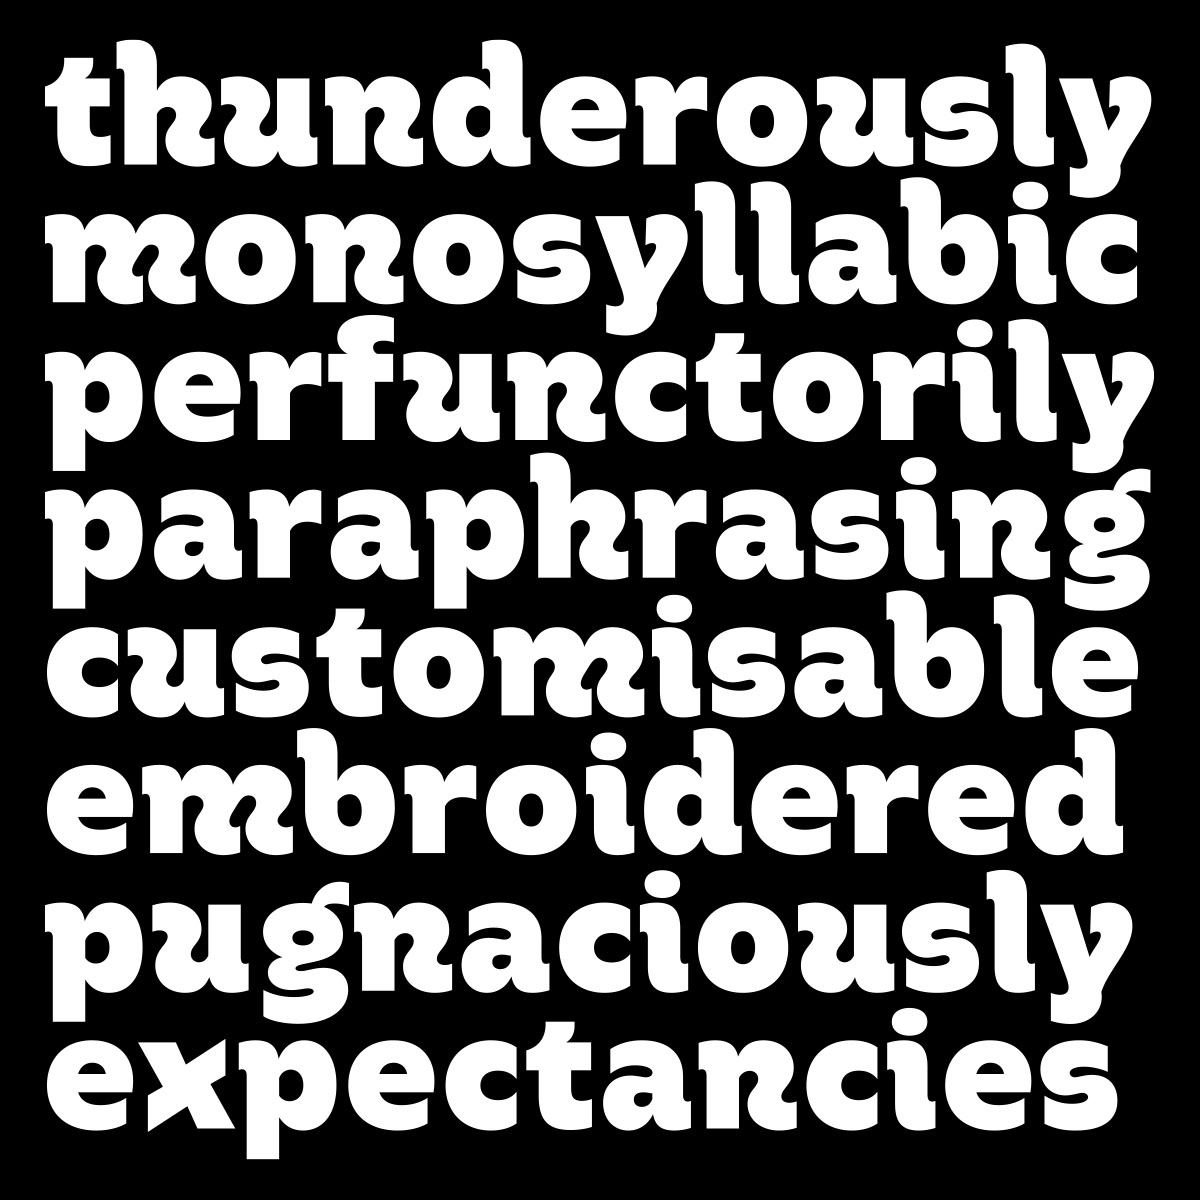 thunderously
monosyllabic
perfunctorily
paraphrasing
customisable
embroidered
pugnaciously
expectancies